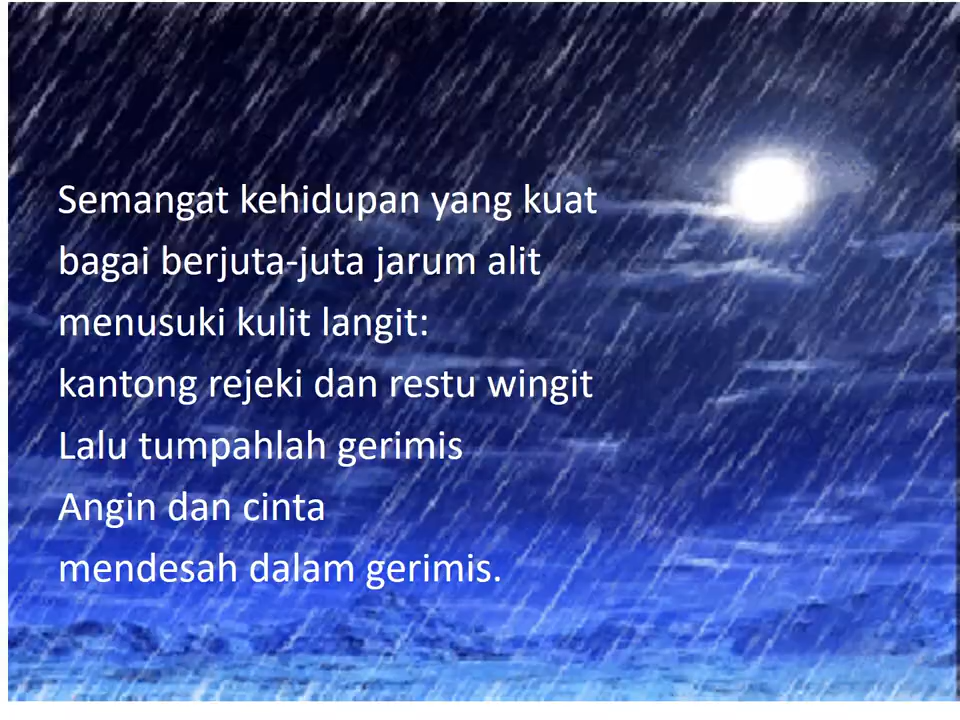 Semangat kehidupan yang kuat
bagai berjuta-juta jarum alit
menusuki kulit langit:
kantong rejeki dan restu wingit
Lalu tumpahlah gerimis
Angin dan cinta
mendesah dalam gerimis.